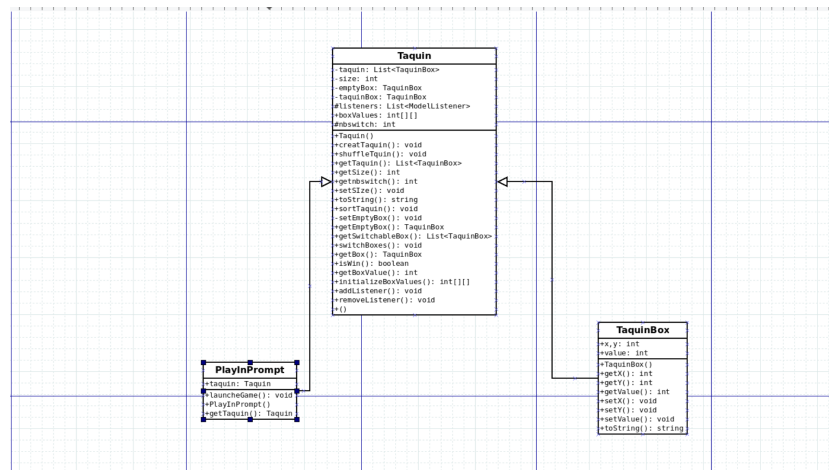 Taquin
-taquin: List<TaquinBox>
-size: int
-emptyBox: TaquinBox
-taquinBox: TaquinBox
#listeners: List<ModelListener>
+boxValues: int[][]
#nbswitch: int
+Taquin()
+creatTaquin(): void
+shuffleTquin(): void
+getTaquin(): List<TaquinBox>
+getSize(): int
+getnbswitch(): int
+setSIze(): void
+toString(): string
+sortTaquin(): void
-setEmptyBox(): void
+getEmptyBox(): TaquinBox
+getSwitchableBox(): List<TaquinBox>
+switchBoxes(): void
+getBox(): TaquinBox
+isWin(): boolean
+getBoxValue(): int
+initializeBoxValues(): int[][]
+addListener(): void
+removeListener(): void
+()
PlayInPrompt
+taquin: Taquin
+launcheGame(): void
+PlayInPrompt()
+getTaquin(): Taquin
TaquinBox
+x,y: int
+value: int
+TaquinBox()
+getX(): int
+getY(): int
+getValue(): int
+setX(): void
+setY(): void
+setValue(): void
+toString(): string